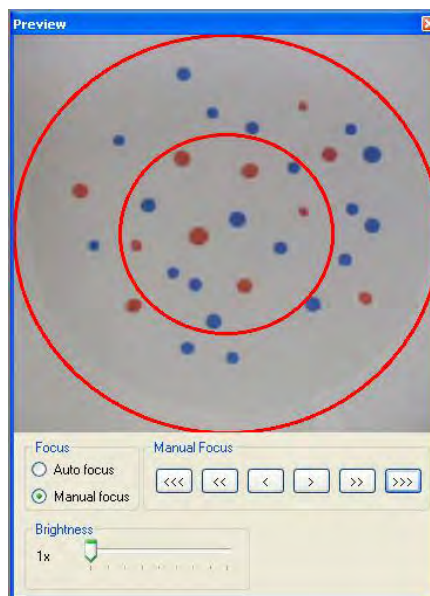 Preview
Focus
Auto focus
Manual focus
Manual Focus
<<<
<<
<
>
>>
>>>
Brightness
1x